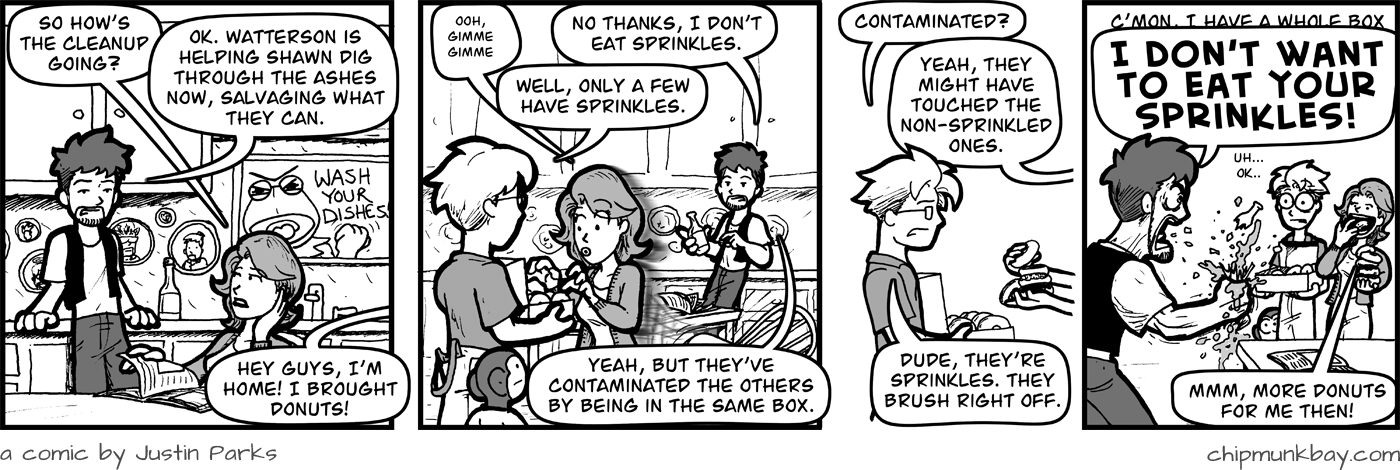 SO HOW'S
THE CLEANUP
GOING?
OK. WATTERSON IS
HELPING SHAWN DIG
THROUGH THE ASHES
NOW, SALVAGING WHAT
THEY CAN.
WASH
YOUR
DISHES!
HEY GUYS, I'M
HOME! I BROUGHT
DONUTS!
OOH,
GIMME
GIMME
NO THANKS, I DON'T
EAT SPRINKLES.
WELL, ONLY A FEW
HAVE SPRINKLES.
YEAH, BUT THEY'VE
CONTAMINATED THE OTHERS
BY BEING IN THE SAME BOX.
CONTAMINATED?
YEAH, THEY
MIGHT HAVE
TOUCHED THE
NON-SPRINKLED
ONES.
DUDE, THEY'RE
SPRINKLES. THEY
BRUSH RIGHT OFF.
C'MON, I HAVE A WHOLE BOX
I DON'T WANT
TO EAT YOUR
SPRINKLES!
UH...
OK...
MMM, MORE DONUTS
FOR ME THEN!
a comic by Justin Parks
chipmunkbay.com